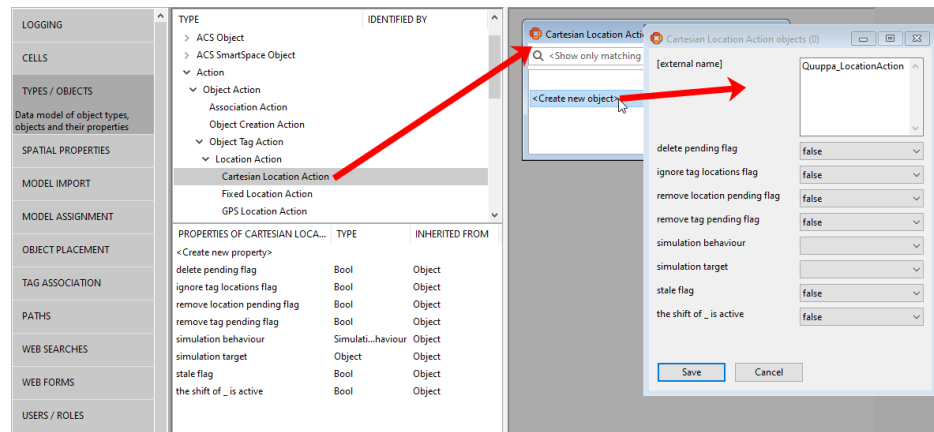 LOGGING
CELLS
TYPES / OBJECTS
Data model of object types,
objects and their properties
SPATIAL PROPERTIES
MODEL IMPORT
MODEL ASSIGNMENT
OBJECT PLACEMENT
TAG ASSOCIATION
PATHS
WEB SEARCHES
WEB FORMS
USERS / ROLES
TYPE IDENTIFIED BY
ACS Object
ACS SmartSpace Object
Action
Object Action
Association Action
Object Creation Action
Object Tag Action
Location Action
Cartesian Location Action
Fixed Location Action
GPS Location Action
PROPERTIES OF CARTESIAN LOCA... TYPE INHERITED FROM
<Create new property>
delete pending flag Bool Object
ignore tag locations flag Bool Object
remove location pending flag Bool Object
remove tag pending flag Bool Object
simulation behaviour Simulati...haviour Object
simulation target Object Object
stale flag Bool Object
the shift of _ is active Bool Object
Cartesian Location Actio
<Show only matching
<Create new object>
Cartesian Location Action objects (0)
[external name] Quuppa_LocationAction
delete pending flag false
ignore tag locations flag false
remove location pending flag false
remove tag pending flag false
simulation behaviour
simulation target
stale flag false
the shift of _ is active false
Save Cancel